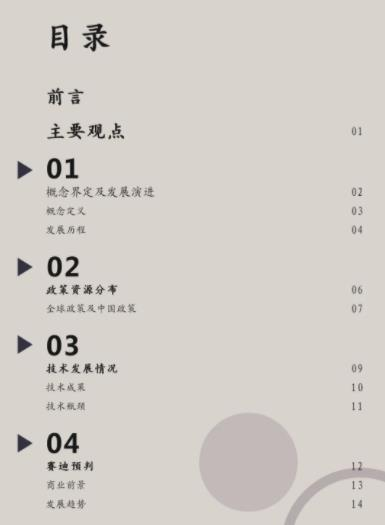 目录
前言
主要观点 01
01
概念界定及发展演进 02
概念定义 03
发展历程 04
02
政策资源分布 06
全球政策及中国政策 07
03
技术发展情况 09
技术成果 10
技术瓶颈 11
04
赛迪预判 12
商业前景 13
发展趋势 14